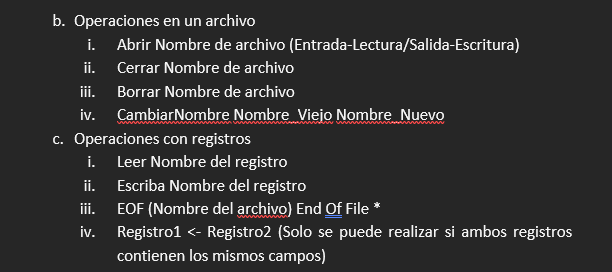 b. Operaciones en un archivo
i. Abrir Nombre de archivo (Entrada-Lectura/Salida-Escritura)
ii. Cerrar Nombre de archivo
iii. Borrar Nombre de archivo
iv. CambiarNombre Nombre_Viejo Nombre_Nuevo
c. Operaciones con registros
i. Leer Nombre del registro
ii. Escriba Nombre del registro
iii. EOF (Nombre del archivo) End Of File *
iv. Registro1 <- Registro2 (Solo se puede realizar si ambos registros
contienen los mismos campos)